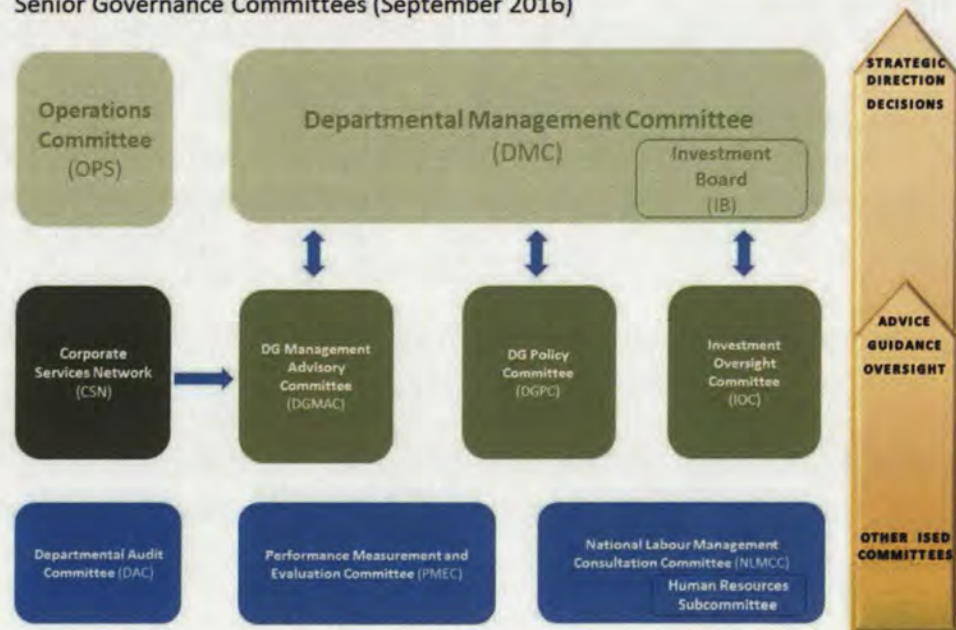 Senior Governance Committees (September 2016)
Operations
Committee
(OPS)
Departmental Management Committee
(DMC)
Investment
Board
(IB)
STRATEGIC
DIRECTION
DECISIONS
Corporate
Services Network
(CSN)
DG Management
Advisory
Committee
(DGMAC)
DG Policy
Committee
(DGPC)
Investment
Oversight
Committee
(IOC)
ADVICE
GUIDANCE
OVERSIGHT
Departmental Audit
Committee (DAC)
Performance Measurement and
Evaluation Committee (PMEC)
National Labour Management
Consultation Committee (NLMCC)
Human Resources
Subcommittee
OTHER ISED
COMMITTEES